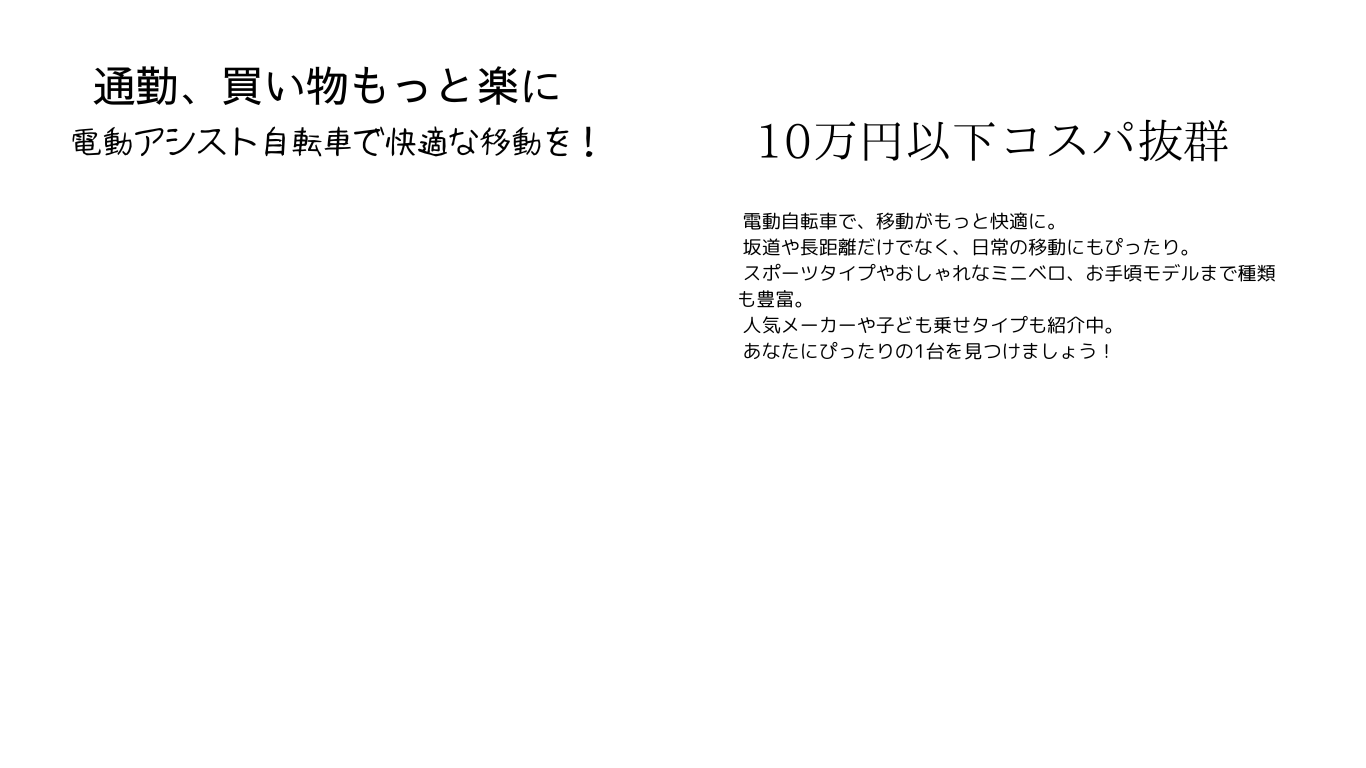 通勤、買い物もっと楽に
電動アシスト自転車で快適な移動を！
10万円以下コスパ抜群
電動自転車で、移動がもっと快適に。
坂道や長距離だけでなく、日常の移動にもぴったり。
スポーツタイプやおしゃれなミニベロ、お手頃モデルまで種類
も豊富。
人気メーカーや子ども乗せタイプも紹介中。
あなたにぴったりの1台を見つけましょう！